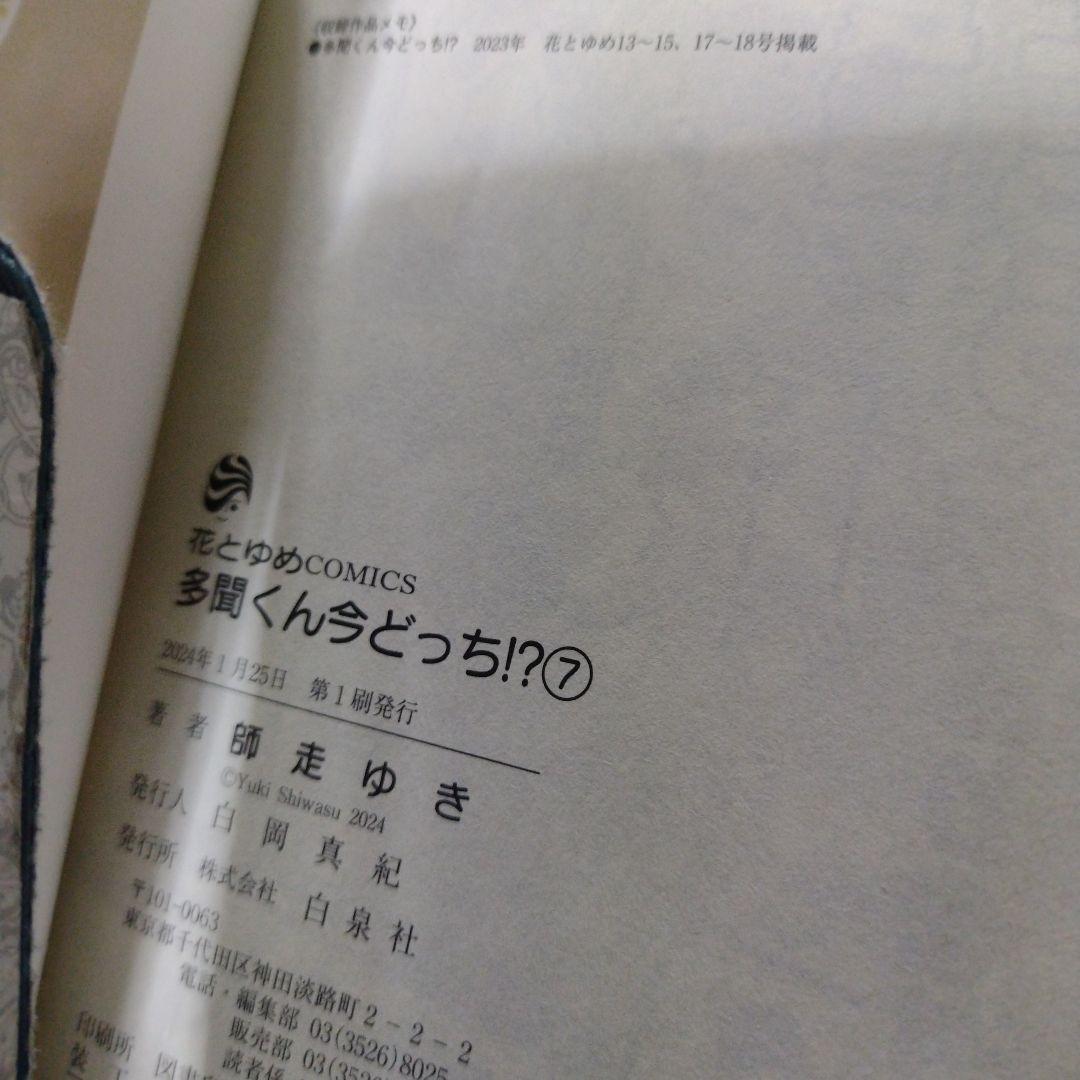 〈収録作品メモ〉
●多聞くん今どっち!? 2023年 花とゆめ13〜15、17〜18号掲載
花とゆめCOMICS
多聞くん今どっち!?⑦
2024年1月25日 第1刷発行
著者 師走ゆき
©Yuki Shiwasu 2024
発行人 白岡真紀
発行所 株式会社 白泉社
〒101-0063
東京都千代田区神田淡路町2-2-2
電話・編集部 03(3526)8025
販売部 03(3526)
読者係
印刷所